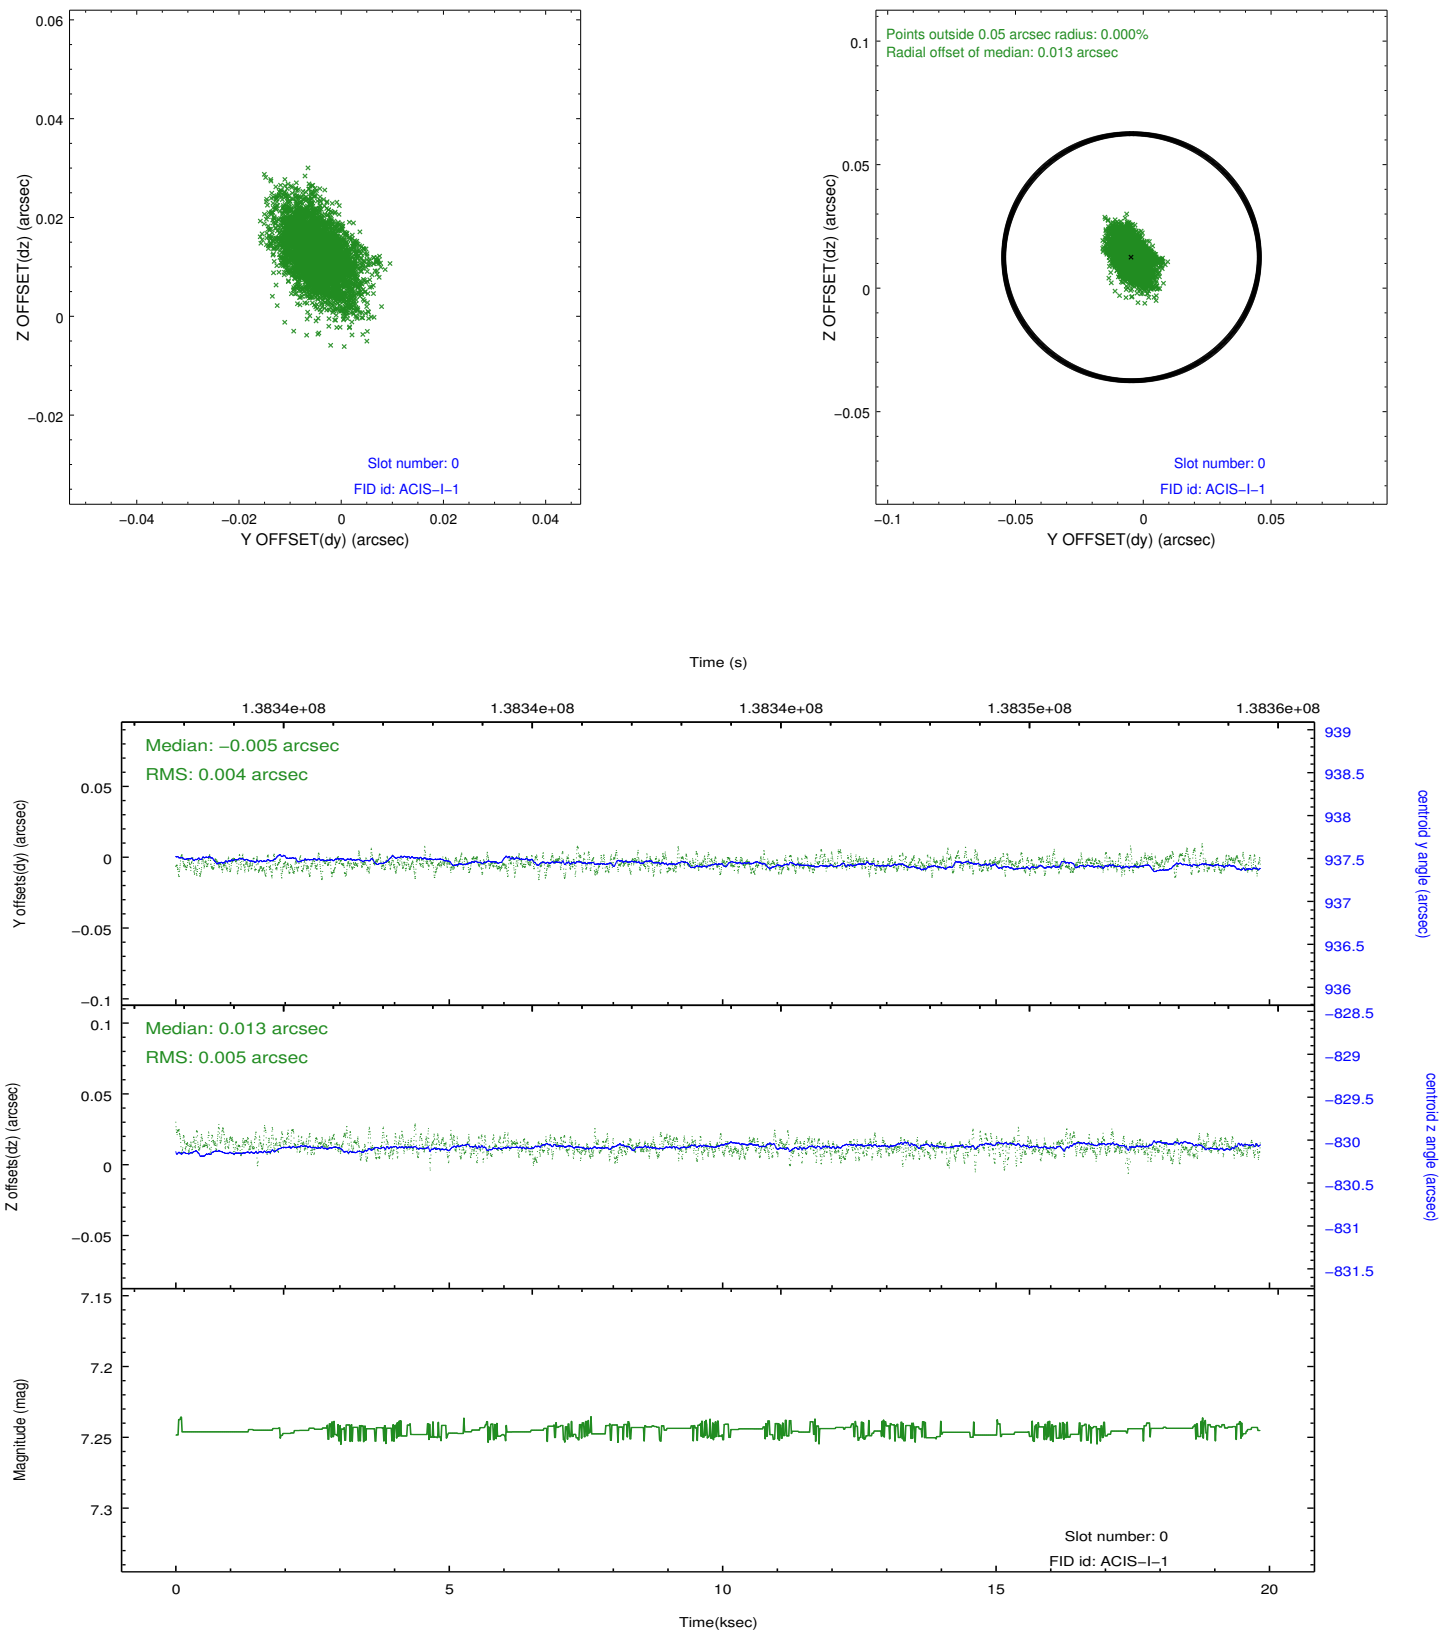 0.06
0.04
0.02
0
−0.02
Z OFFSET(dz) (arcsec)
Slot number: 0
FID id: ACIS−I−1
−0.04
−0.02
0
0.02
0.04
Y OFFSET(dy) (arcsec)
Points outside 0.05 arcsec radius: 0.000%
Radial offset of median: 0.013 arcsec
0.1
0.05
0
−0.05
Z OFFSET(dz) (arcsec)
Slot number: 0
FID id: ACIS−I−1
−0.1
−0.05
0
0.05
Y OFFSET(dy) (arcsec)
Time (s)
1.3834e+08
1.3834e+08
1.3834e+08
1.3835e+08
1.3836e+08
Median: −0.005 arcsec
RMS: 0.004 arcsec
0.05
0
−0.05
−0.1
Y offsets(dy) (arcsec)
939
938.5
938
937.5
937
936.5
936
centroid y angle (arcsec)
Median: 0.013 arcsec
RMS: 0.005 arcsec
0.1
0.05
0
−0.05
Z offsets(dz) (arcsec)
−828.5
−829
−829.5
−830
−830.5
−831
−831.5
centroid z angle (arcsec)
7.15
7.2
7.25
7.3
Magnitude (mag)
Slot number: 0
FID id: ACIS−I−1
0
5
10
15
20
Time(ksec)